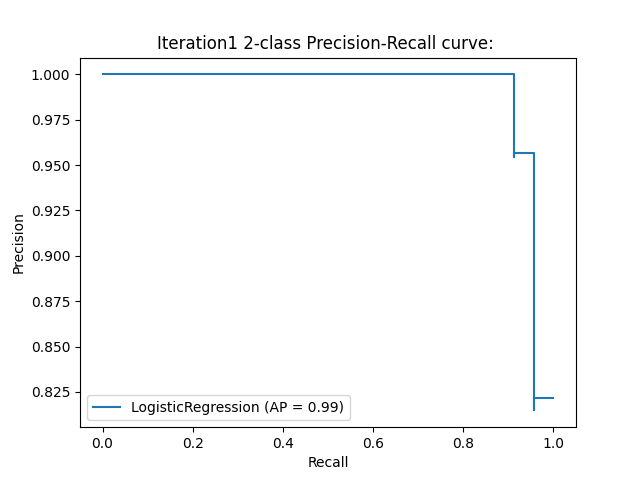 Iteration1 2-class Precision-Recall curve:
1.000
0.975
0.950
0.925
0.900
0.875
0.850
0.825
Precision
LogisticRegression (AP = 0.99)
0.0 0.2 0.4 0.6 0.8 1.0
Recall